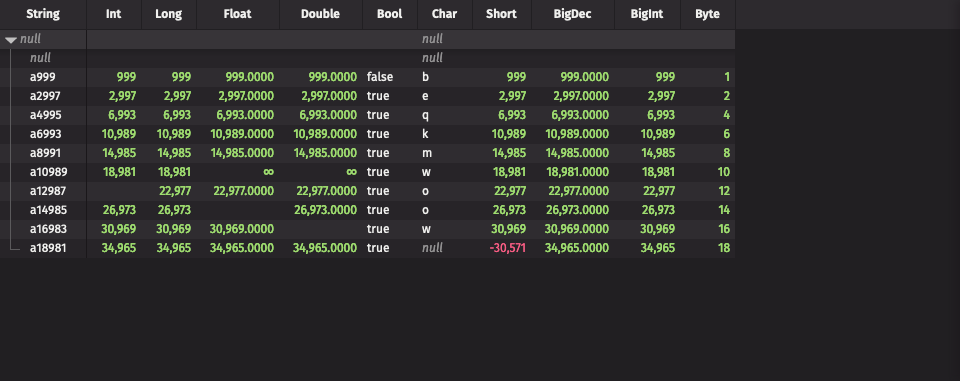 String Int Long Float Double Bool Char Short BigDec BigInt Byte
null null
null null
a999 999 999 999.0000 999.0000 false b 999 999.0000 999 1
a2997 2,997 2,997 2,997.0000 2,997.0000 true e 2,997 2,997.0000 2,997 2
a4995 6,993 6,993 6,993.0000 6,993.0000 true q 6,993 6,993.0000 6,993 4
a6993 10,989 10,989 10,989.0000 10,989.0000 true k 10,989 10,989.0000 10,989 6
a8991 14,985 14,985 14,985.0000 14,985.0000 true m 14,985 14,985.0000 14,985 8
a10989 18,981 18,981 ∞ ∞ true w 18,981 18,981.0000 18,981 10
a12987 22,977 22,977.0000 22,977.0000 true o 22,977 22,977.0000 22,977 12
a14985 26,973 26,973 26,973.0000 true o 26,973 26,973.0000 26,973 14
a16983 30,969 30,969 30,969.0000 true w 30,969 30,969.0000 30,969 16
a18981 34,965 34,965 34,965.0000 34,965.0000 true null -30,571 34,965.0000 34,965 18